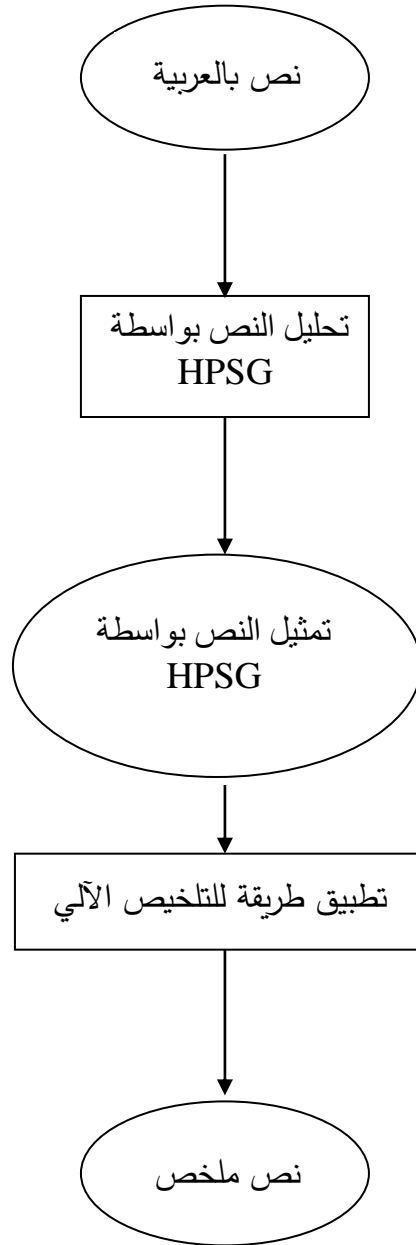 نص بالعربية
تحليل النص بواسطة
HPSG
تمثيل النص بواسطة
HPSG
تطبيق طريقة للتلخيص الآلي
نص ملخص